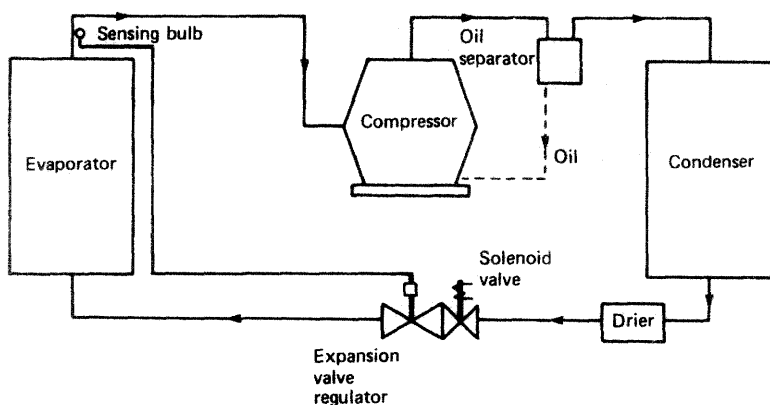 Sensing bulb
Oil
separator
Compressor
Evaporator
Oil
Condenser
Solenoid
valve
Drier
Expansion
valve
regulator